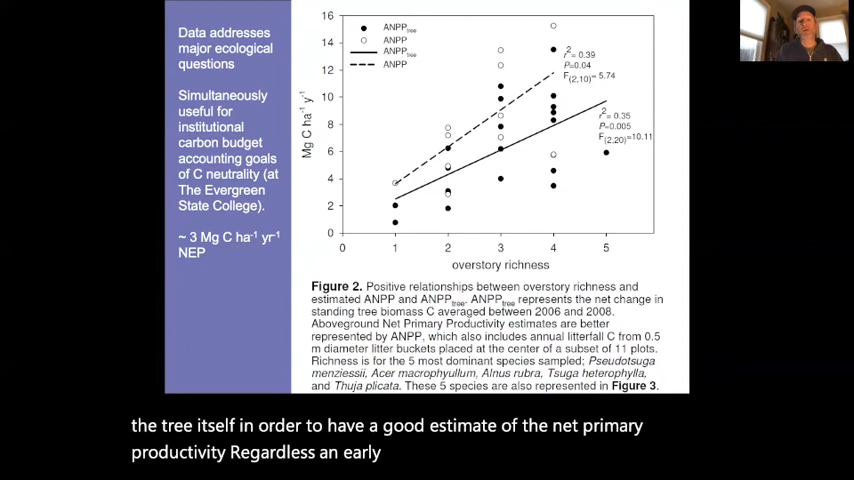 Data addresses
major ecological
questions
Simultaneously
useful for
institutional
carbon budget
accounting goals
of C neutrality (at
The Evergreen
State College).
~ 3 Mg C ha-1 yr-1
NEP
16
14
12
10
8
6
4
2
0
Mg C ha-1 y-1
ANPPtree
ANPP
ANPPtree
ANPP
r2 = 0.39
P=0.04
F(2,10)= 5.74
r2 = 0.35
P=0.005
F(2,20)= 10.11
0 1 2 3 4 5
overstory richness
Figure 2. Positive relationships between overstory richness and
estimated ANPP and ANPPtree. ANPPtree represents the net change in
standing tree biomass C averaged between 2006 and 2008.
Aboveground Net Primary Productivity estimates are better
represented by ANPP, which also includes annual litterfall C from 0.5
m diameter litter buckets placed at the center of a subset of 11 plots.
Richness is for the 5 most dominant species sampled; Pseudotsuga
menziessii, Acer macrophyullum, Alnus rubra, Tsuga heterophylla,
and Thuja plicata. These 5 species are also represented in Figure 3.
the tree itself in order to have a good estimate of the net primary
productivity Regardless an early